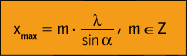 x_max = m · λ / sin α , m ∈ Z